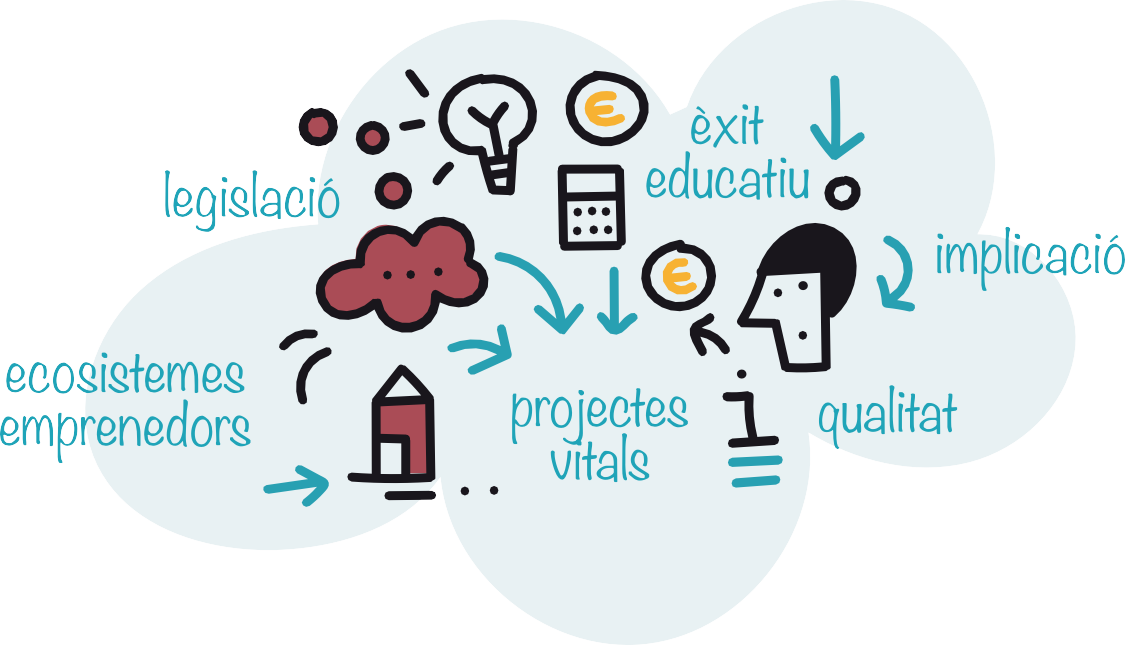 èxit
educatiu
legislació
implicació
ecosistemes
emprenedors
projectes
vitals
qualitat